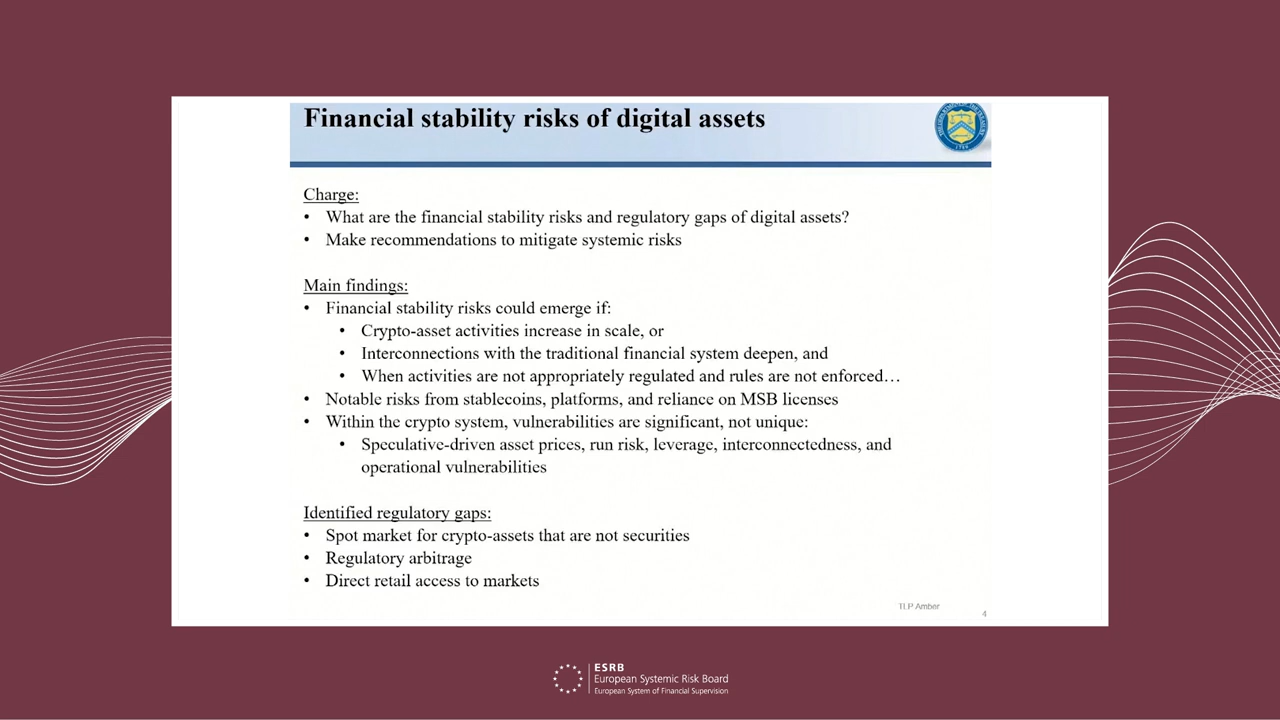 Financial stability risks of digital assets
Charge:
• What are the financial stability risks and regulatory gaps of digital assets?
• Make recommendations to mitigate systemic risks
Main findings:
• Financial stability risks could emerge if:
• Crypto-asset activities increase in scale, or
• Interconnections with the traditional financial system deepen, and
• When activities are not appropriately regulated and rules are not enforced…
• Notable risks from stablecoins, platforms, and reliance on MSB licenses
• Within the crypto system, vulnerabilities are significant, not unique:
• Speculative-driven asset prices, run risk, leverage, interconnectedness, and
operational vulnerabilities
Identified regulatory gaps:
• Spot market for crypto-assets that are not securities
• Regulatory arbitrage
• Direct retail access to markets
TLP Amber
4
ESRB
European Systemic Risk Board
European System of Financial Supervision